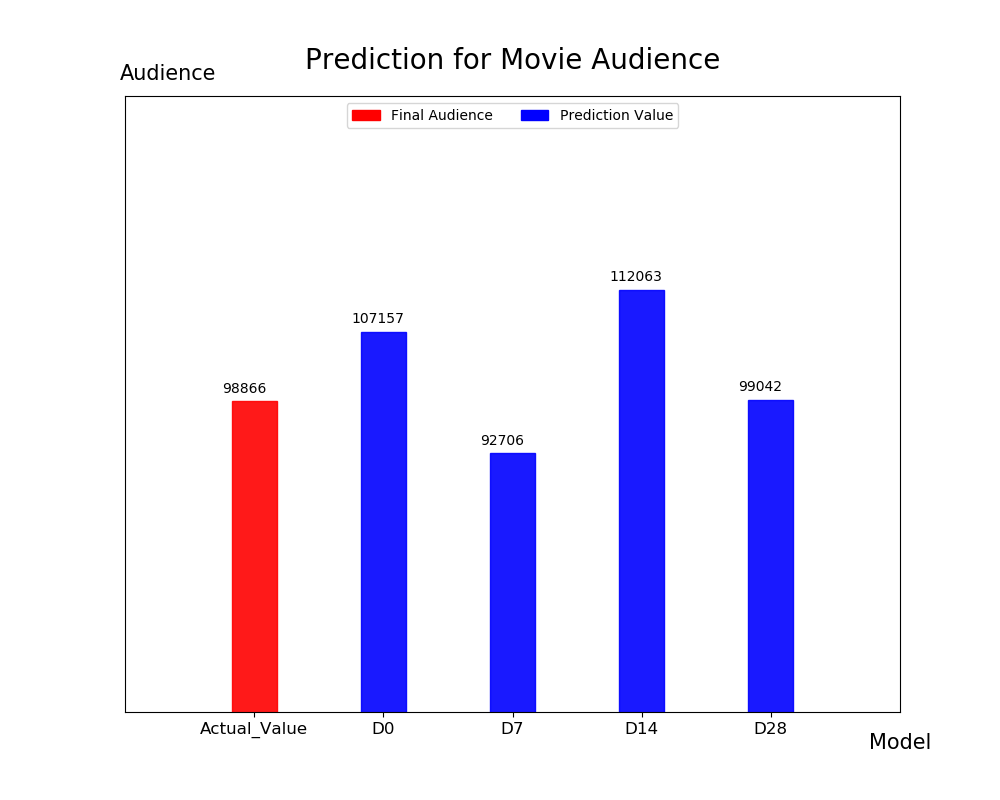 Prediction for Movie Audience
Audience
Final Audience
Prediction Value
112063
107157
98866
99042
92706
Actual_Value
D0
D7
D14
D28
Model